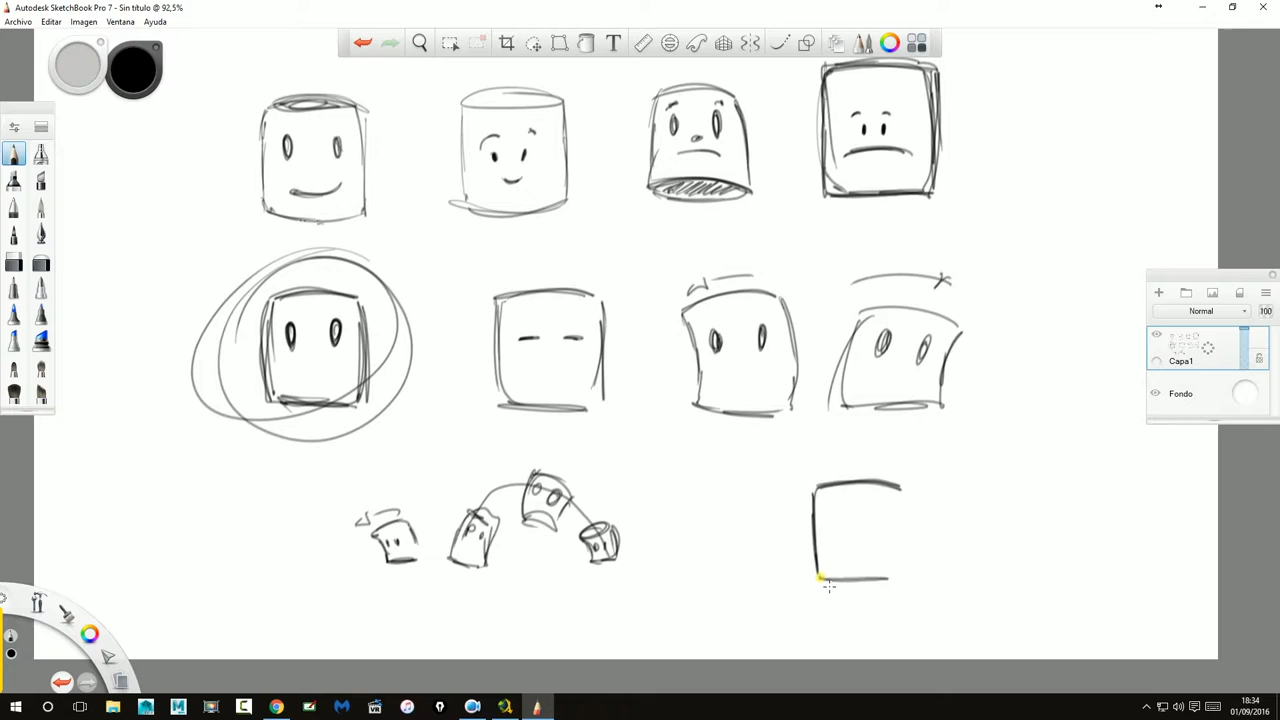 Autodesk SketchBook Pro 7 - Sin título @ 92,5%
Archivo Editar Imagen Ventana Ayuda
T
Normal 100
Capa1
Fondo
18:34
01/09/2016